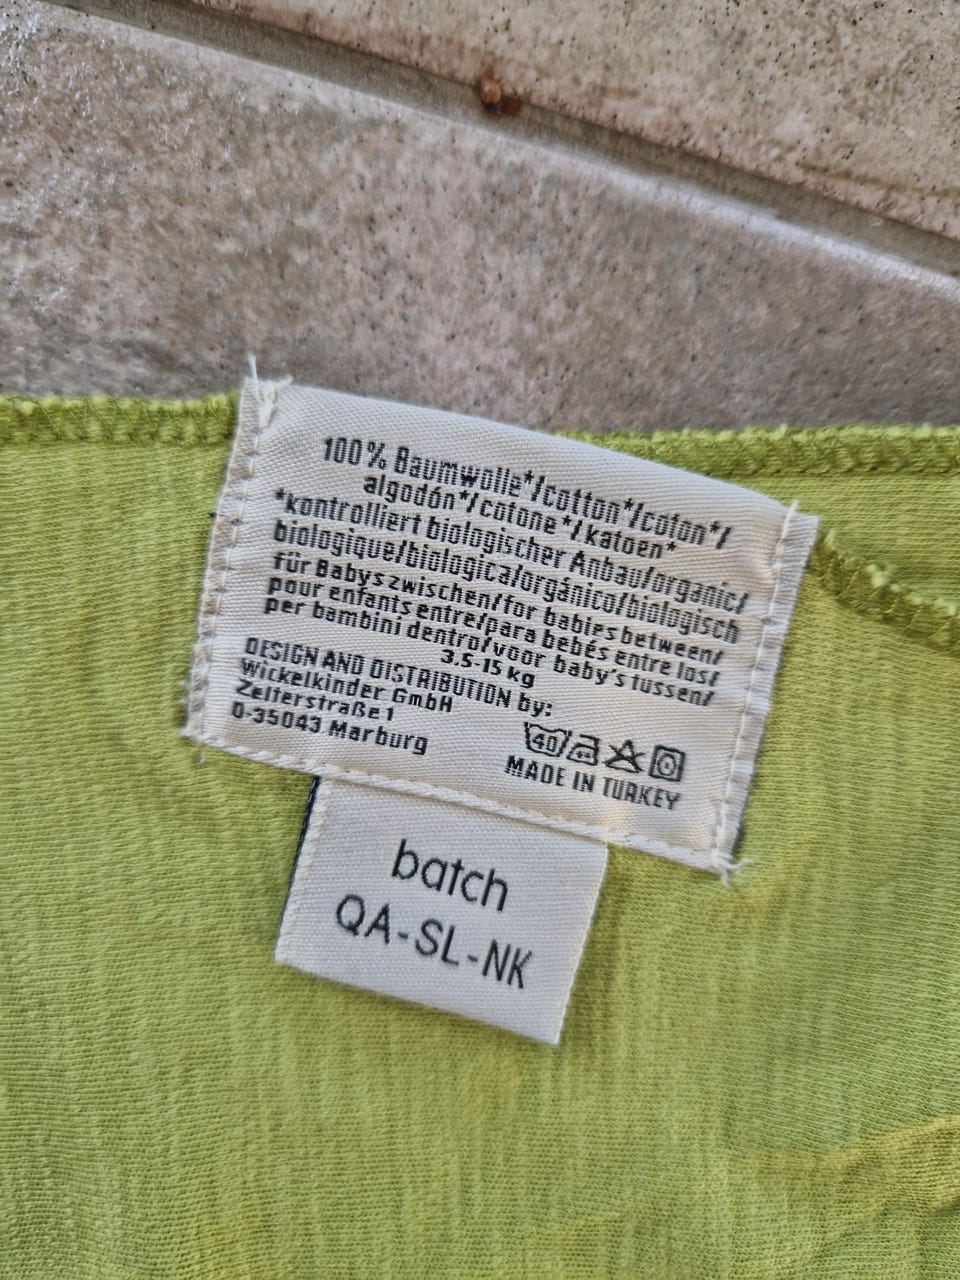 100% Baumwolle*/cotton*/coton*/
algodón*/cotone*/katoen*
*kontrolliert biologischer Anbau/organic/
biologique/biologica/orgánico/biologisch
für Babys zwischen/for babies between/
pour enfants entre/para bebés entre los/
per bambini dentro/voor baby's tussen/
3.5-15 kg
DESIGN AND DISTRIBUTION by:
Wickelkinder GmbH
Zelterstraße 1
D-35043 Marburg
40
MADE IN TURKEY
batch
QA-SL-NK